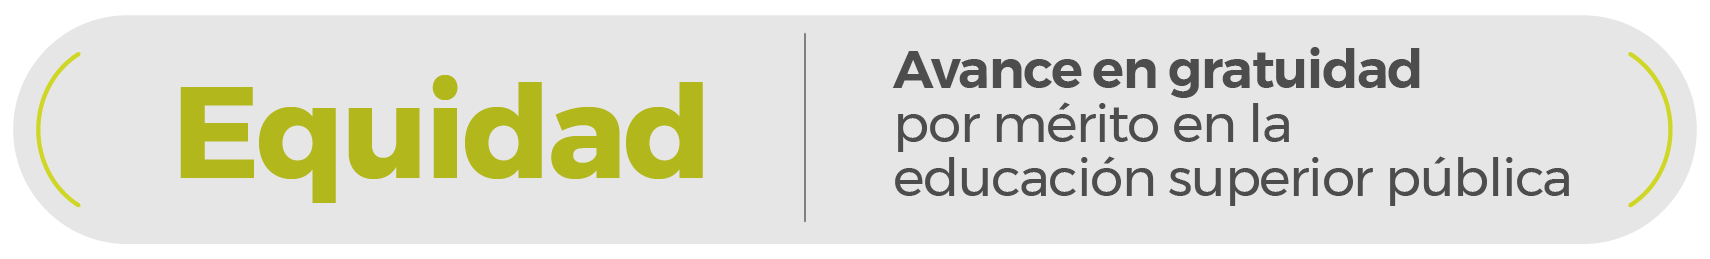 Equidad
Avance en gratuidad
por mérito en la
educación superior pública